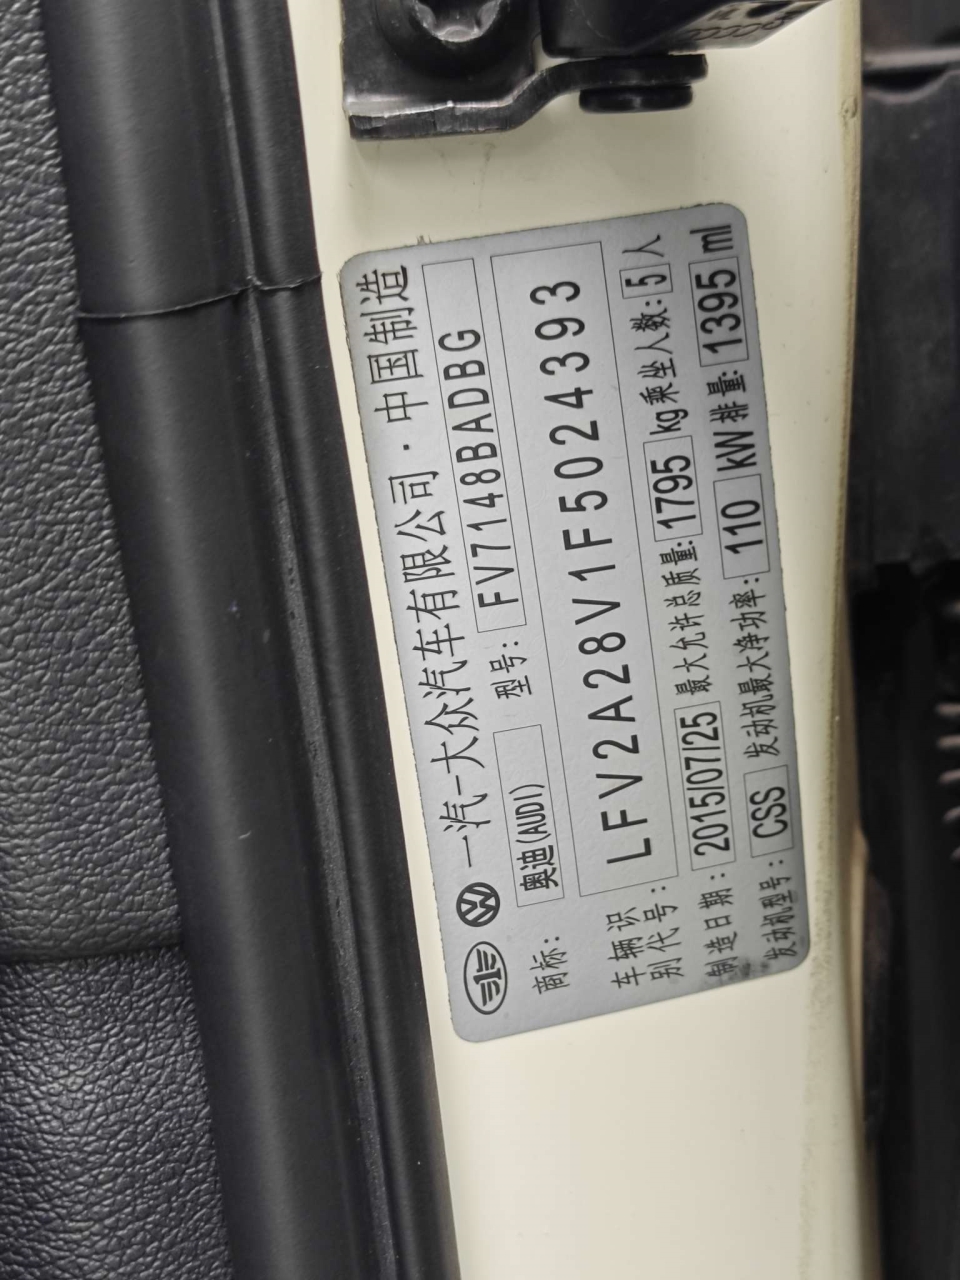 一汽-大众汽车有限公司·中国制造
商标: 奥迪(AUDI) 型号: FV7148BADBG
车辆识别代号: LFV2A28V1F5024393
制造日期: 2015/07/25 最大允许总质量: 1795 kg 乘坐人数: 5 人
发动机型号: CSS 发动机最大净功率: 110 kW 排量: 1395 ml